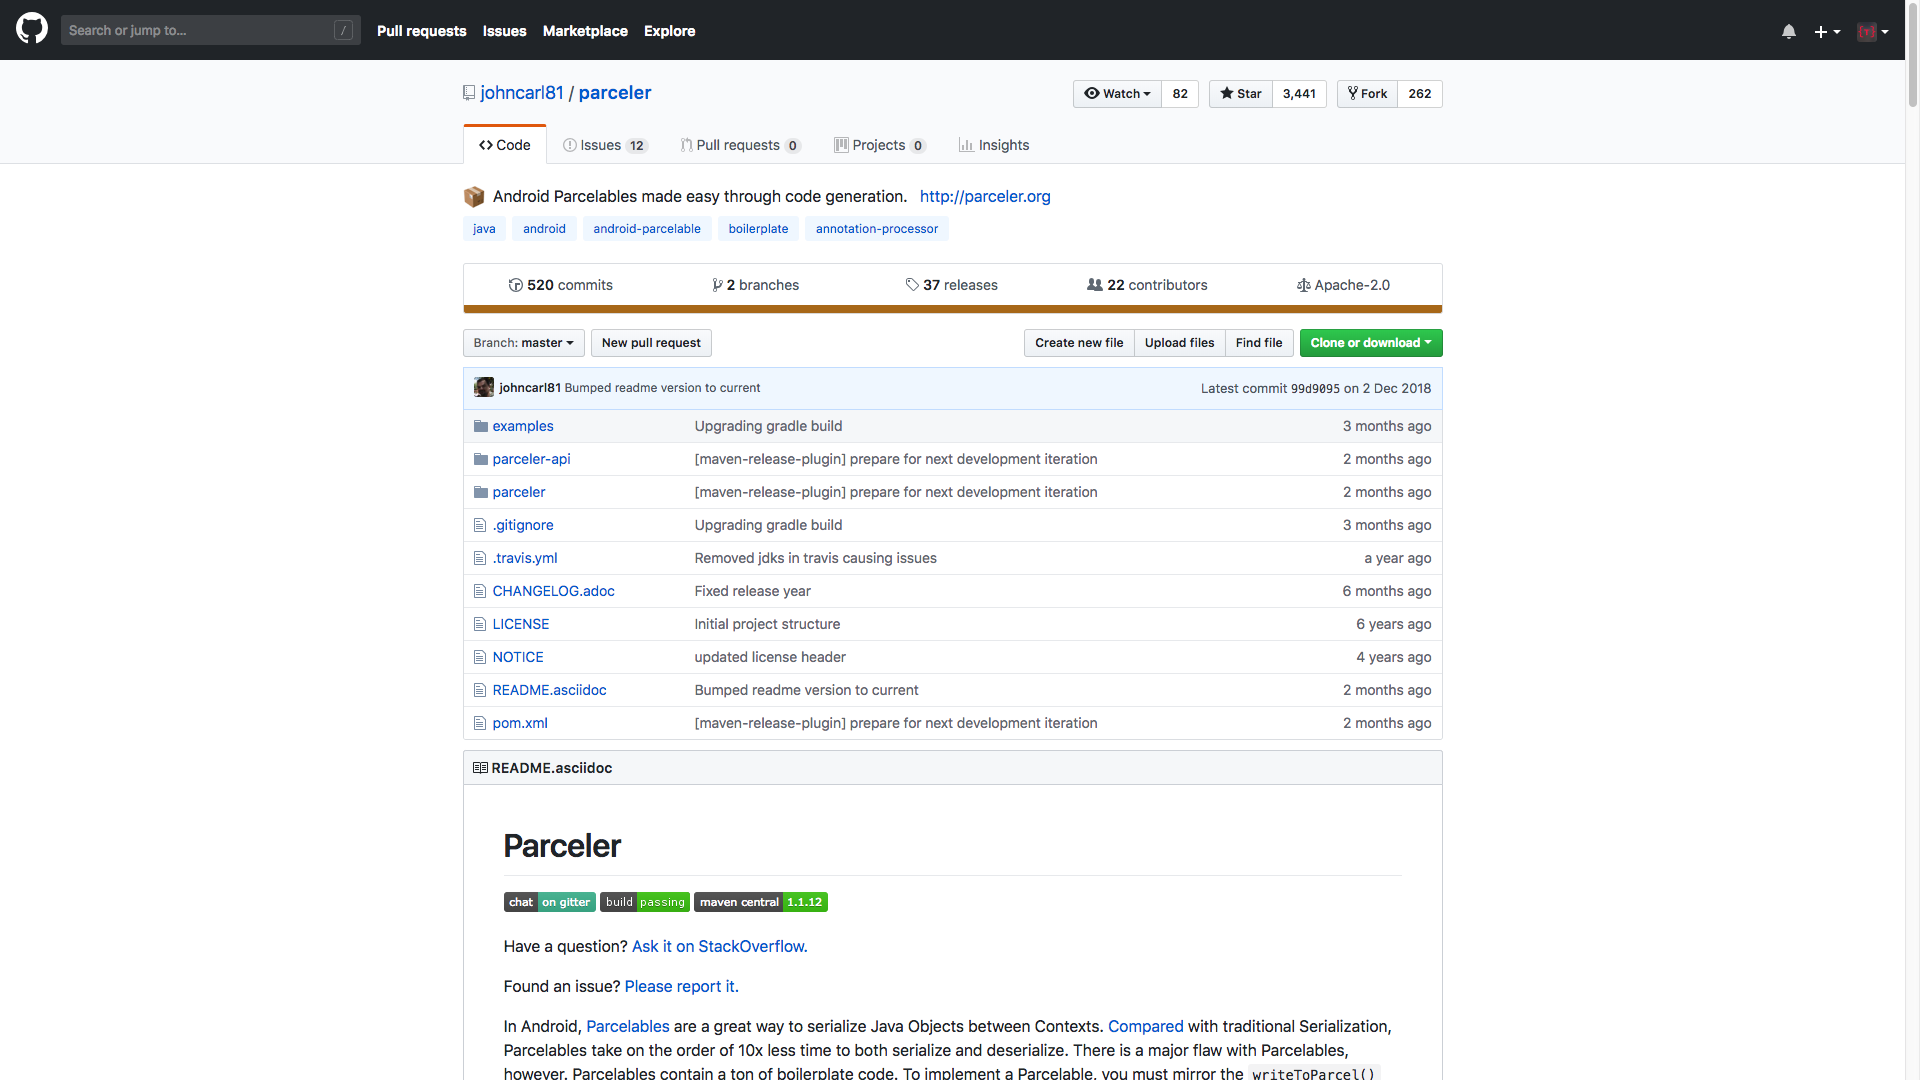 Search or jump to... /
Pull requests Issues Marketplace Explore
johncarl81 / parceler
Watch 82 Star 3,441 Fork 262
Code Issues 12 Pull requests 0 Projects 0 Insights
Android Parcelables made easy through code generation. http://parceler.org
java android android-parcelable boilerplate annotation-processor
520 commits 2 branches 37 releases 22 contributors Apache-2.0
Branch: master New pull request Create new file Upload files Find file Clone or download
johncarl81 Bumped readme version to current Latest commit 99d9095 on 2 Dec 2018
examples Upgrading gradle build 3 months ago
parceler-api [maven-release-plugin] prepare for next development iteration 2 months ago
parceler [maven-release-plugin] prepare for next development iteration 2 months ago
.gitignore Upgrading gradle build 3 months ago
.travis.yml Removed jdks in travis causing issues a year ago
CHANGELOG.adoc Fixed release year 6 months ago
LICENSE Initial project structure 6 years ago
NOTICE updated license header 4 years ago
README.asciidoc Bumped readme version to current 2 months ago
pom.xml [maven-release-plugin] prepare for next development iteration 2 months ago
README.asciidoc
Parceler
chat on gitter build passing maven central 1.1.12
Have a question? Ask it on StackOverflow.
Found an issue? Please report it.
In Android, Parcelables are a great way to serialize Java Objects between Contexts. Compared with traditional Serialization,
Parcelables take on the order of 10x less time to both serialize and deserialize. There is a major flaw with Parcelables,
however. Parcelables contain a ton of boilerplate code. To implement a Parcelable, you must mirror the writeToParcel()